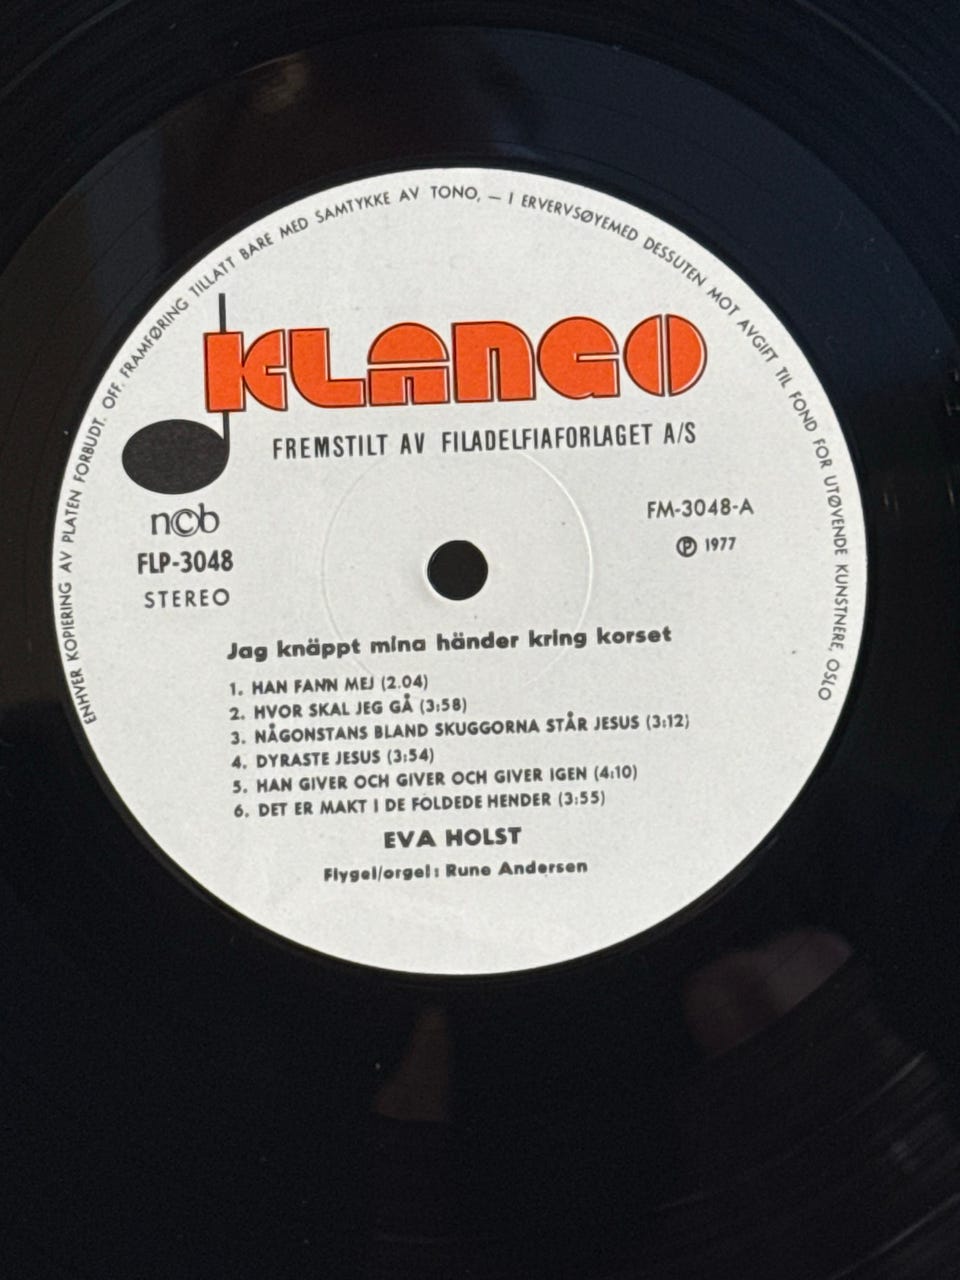 ENHVER KOPIERING AV PLATEN FORBUDT. OFF. FRAMFØRING TILLATT BARE MED SAMTYKKE AV TONO, — I ERVERVSØYEMED DESSUTEN MOT AVGIFT TIL FOND FOR UTØVENDE KUNSTNERE, OSLO
KLANGO
FREMSTILT AV FILADELFIAFORLAGET A/S
ncb
FLP-3048
STEREO
FM-3048-A
Ⓟ 1977
Jag knäppt mina händer kring korset
1. HAN FANN MEJ (2.04)
2. HVOR SKAL JEG GÅ (3:58)
3. NÅGONSTANS BLAND SKUGGORNA STÅR JESUS (3:12)
4. DYRASTE JESUS (3:54)
5. HAN GIVER OCH GIVER OCH GIVER IGEN (4:10)
6. DET ER MAKT I DE FOLDEDE HENDER (3:55)
EVA HOLST
Flygel/orgel: Rune Andersen